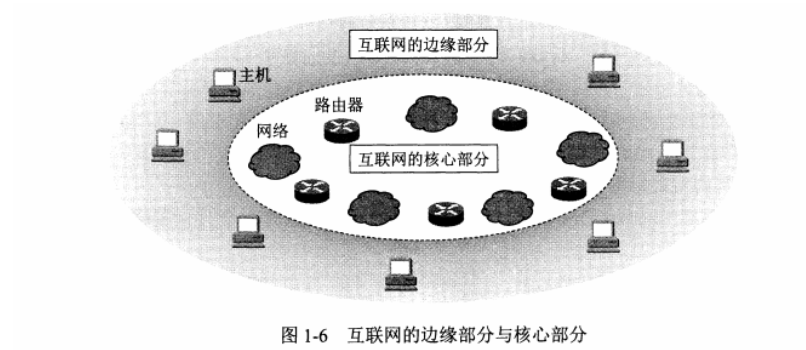 互联网的边缘部分
主机
路由器
网络
互联网的核心部分
图 1-6 互联网的边缘部分与核心部分